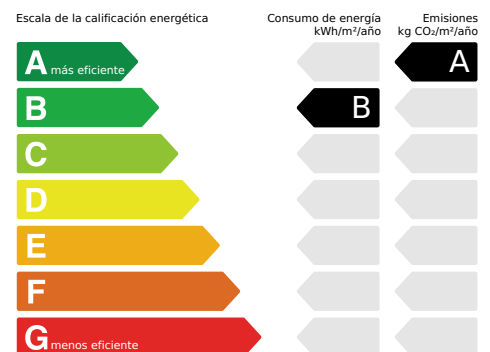 Escala de la calificación energética
Consumo de energía
kWh/m²/año
Emisiones
kg CO₂/m²/año
A más eficiente
A
B
B
C
D
E
F
G menos eficiente